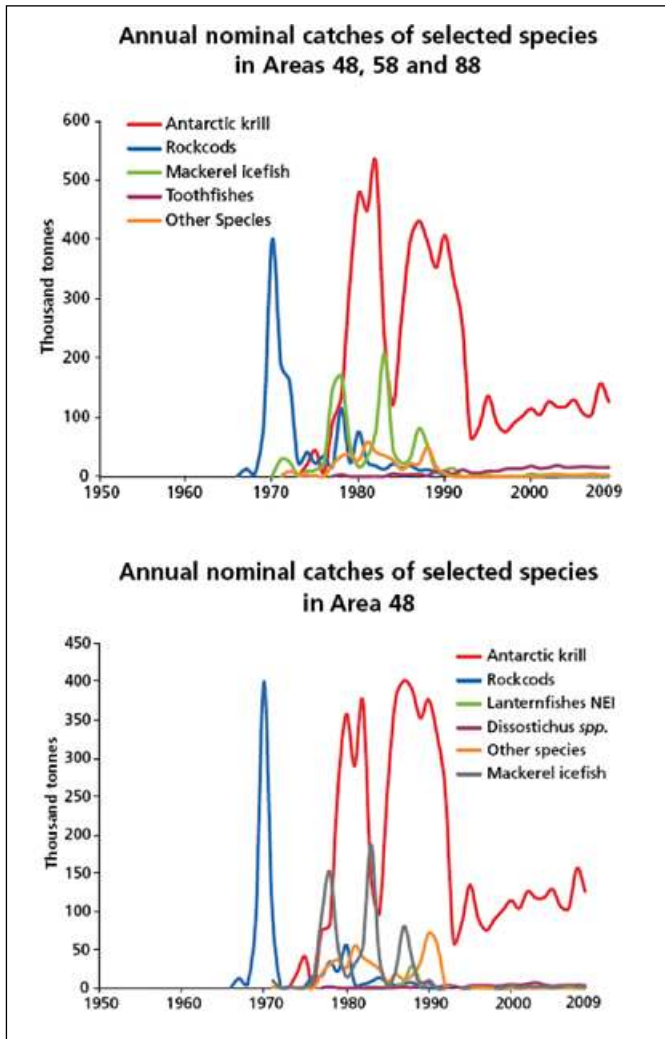 Annual nominal catches of selected species
in Areas 48, 58 and 88
600
500
400
300
200
100
0
Thousand tonnes
Antarctic krill
Rockcods
Mackerel icefish
Toothfishes
Other Species
1950 1960 1970 1980 1990 2000 2009
Annual nominal catches of selected species
in Area 48
450
400
350
300
250
200
150
100
50
0
Thousand tonnes
Antarctic krill
Rockcods
Lanternfishes NEI
Dissostichus spp.
Other species
Mackerel icefish
1950 1960 1970 1980 1990 2000 2009